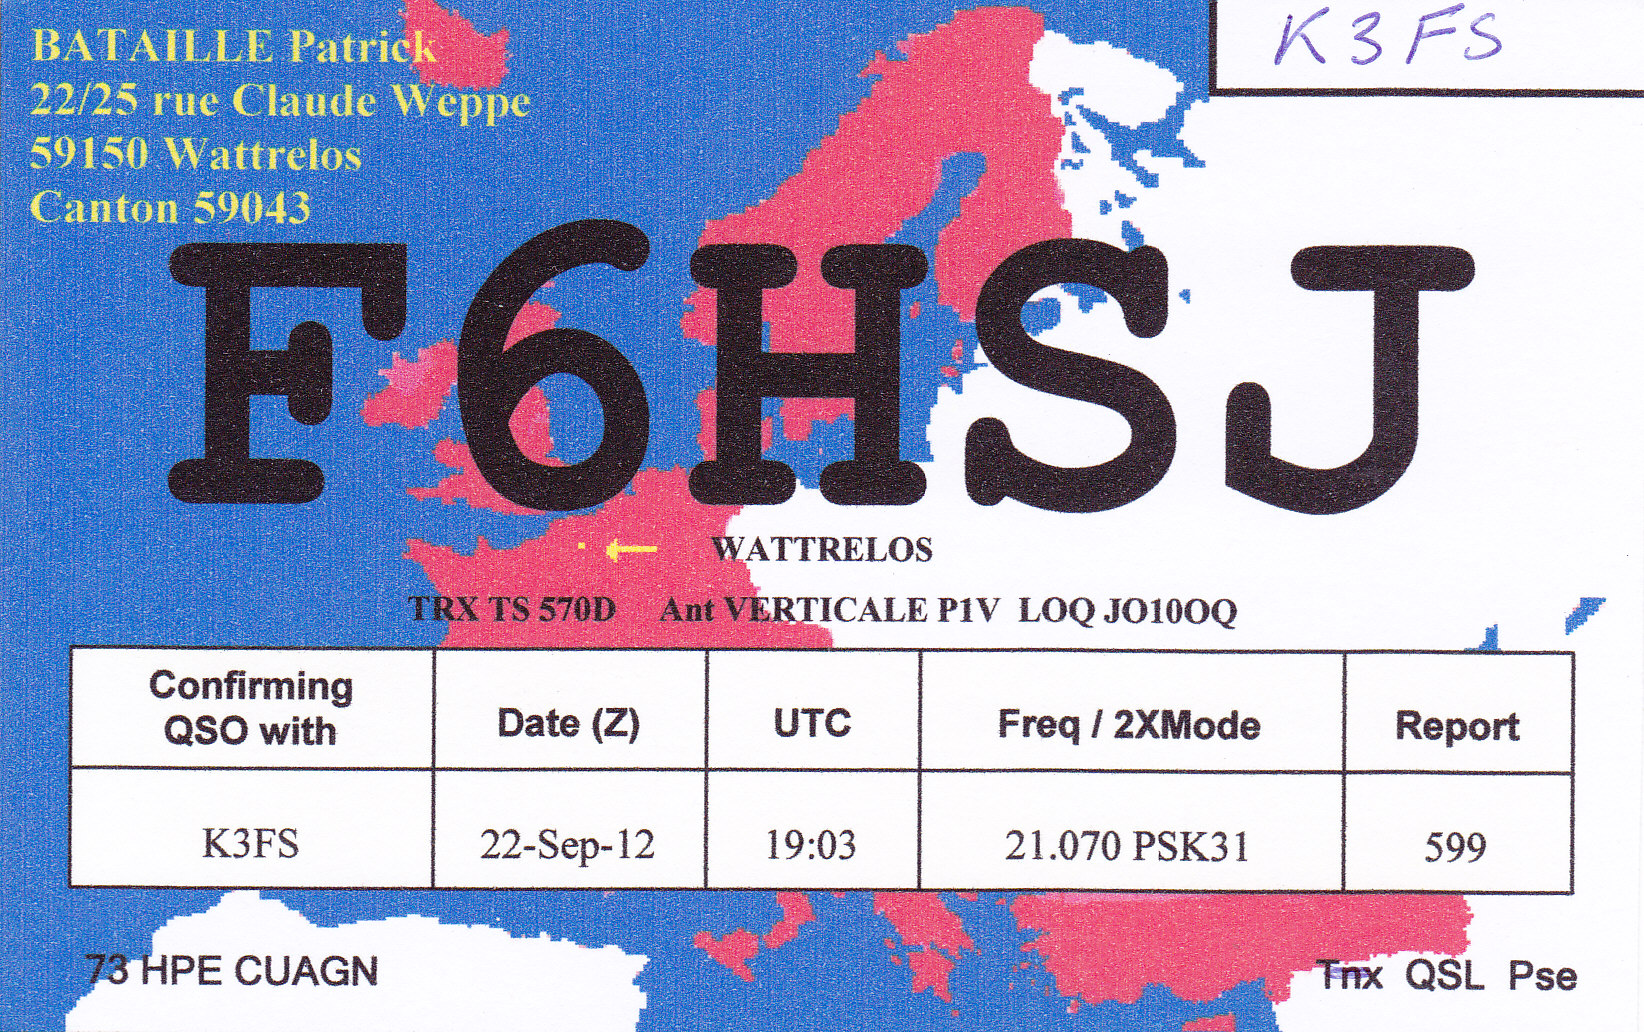 BATAILLE Patrick
22/25 rue Claude Weppe
59150 Wattrelos
Canton 59043
K3FS
F6HSJ
WATTRELOS
TRX TS 570D Ant VERTICALE P1V LOQ JO10OQ
Confirming QSO with Date (Z) UTC Freq / 2XMode Report
K3FS 22-Sep-12 19:03 21.070 PSK31 599
73 HPE CUAGN
Tnx QSL Pse